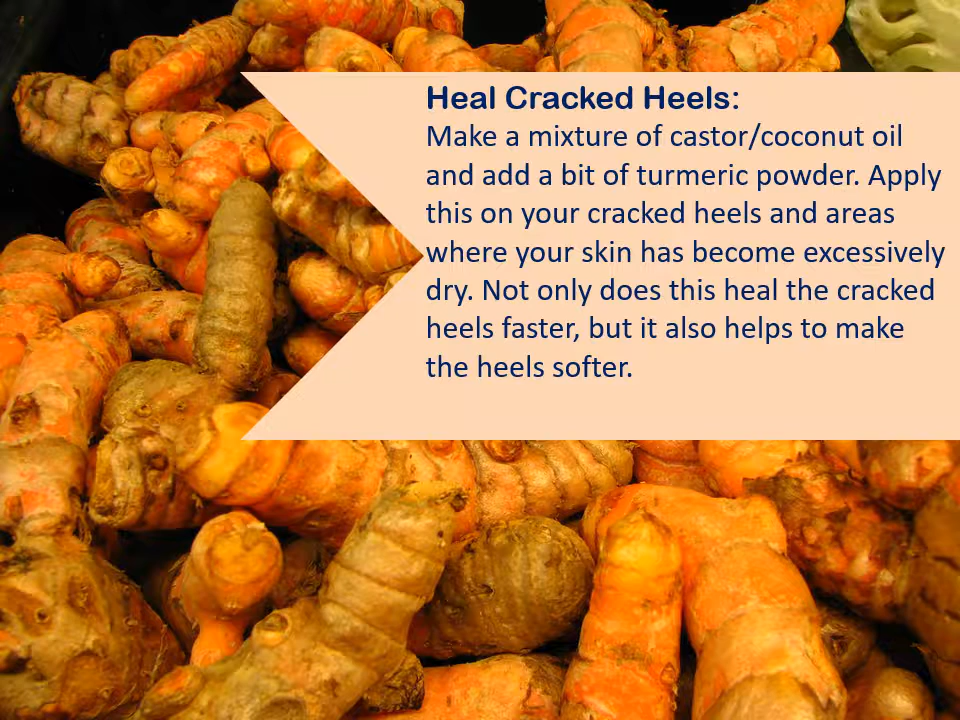 Heal Cracked Heels:
Make a mixture of castor/coconut oil
and add a bit of turmeric powder. Apply
this on your cracked heels and areas
where your skin has become excessively
dry. Not only does this heal the cracked
heels faster, but it also helps to make
the heels softer.